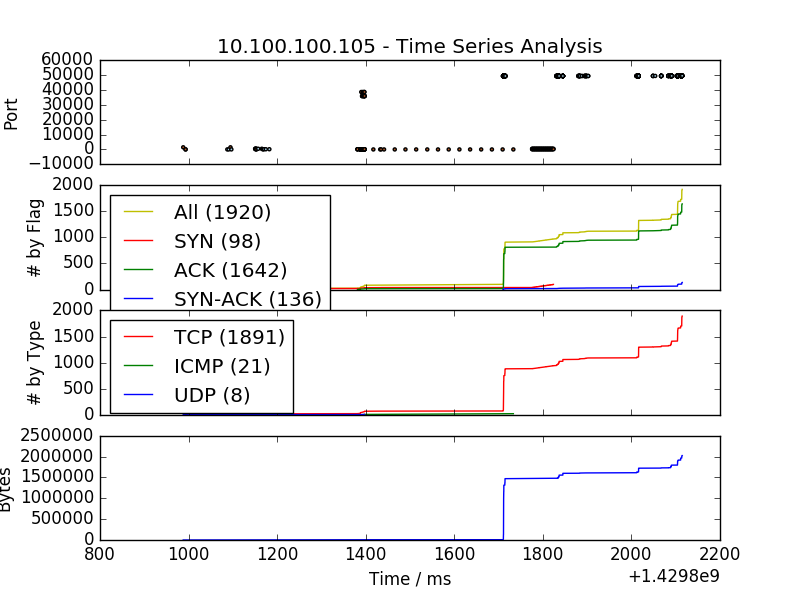 10.100.100.105 - Time Series Analysis
60000
50000
40000
30000
20000
10000
0
−10000
Port
2000
1500
1000
500
0
# by Flag
All (1920)
SYN (98)
ACK (1642)
SYN-ACK (136)
2000
1500
1000
500
0
# by Type
TCP (1891)
ICMP (21)
UDP (8)
2500000
2000000
1500000
1000000
500000
0
Bytes
800 1000 1200 1400 1600 1800 2000 2200
Time / ms
+1.4298e9